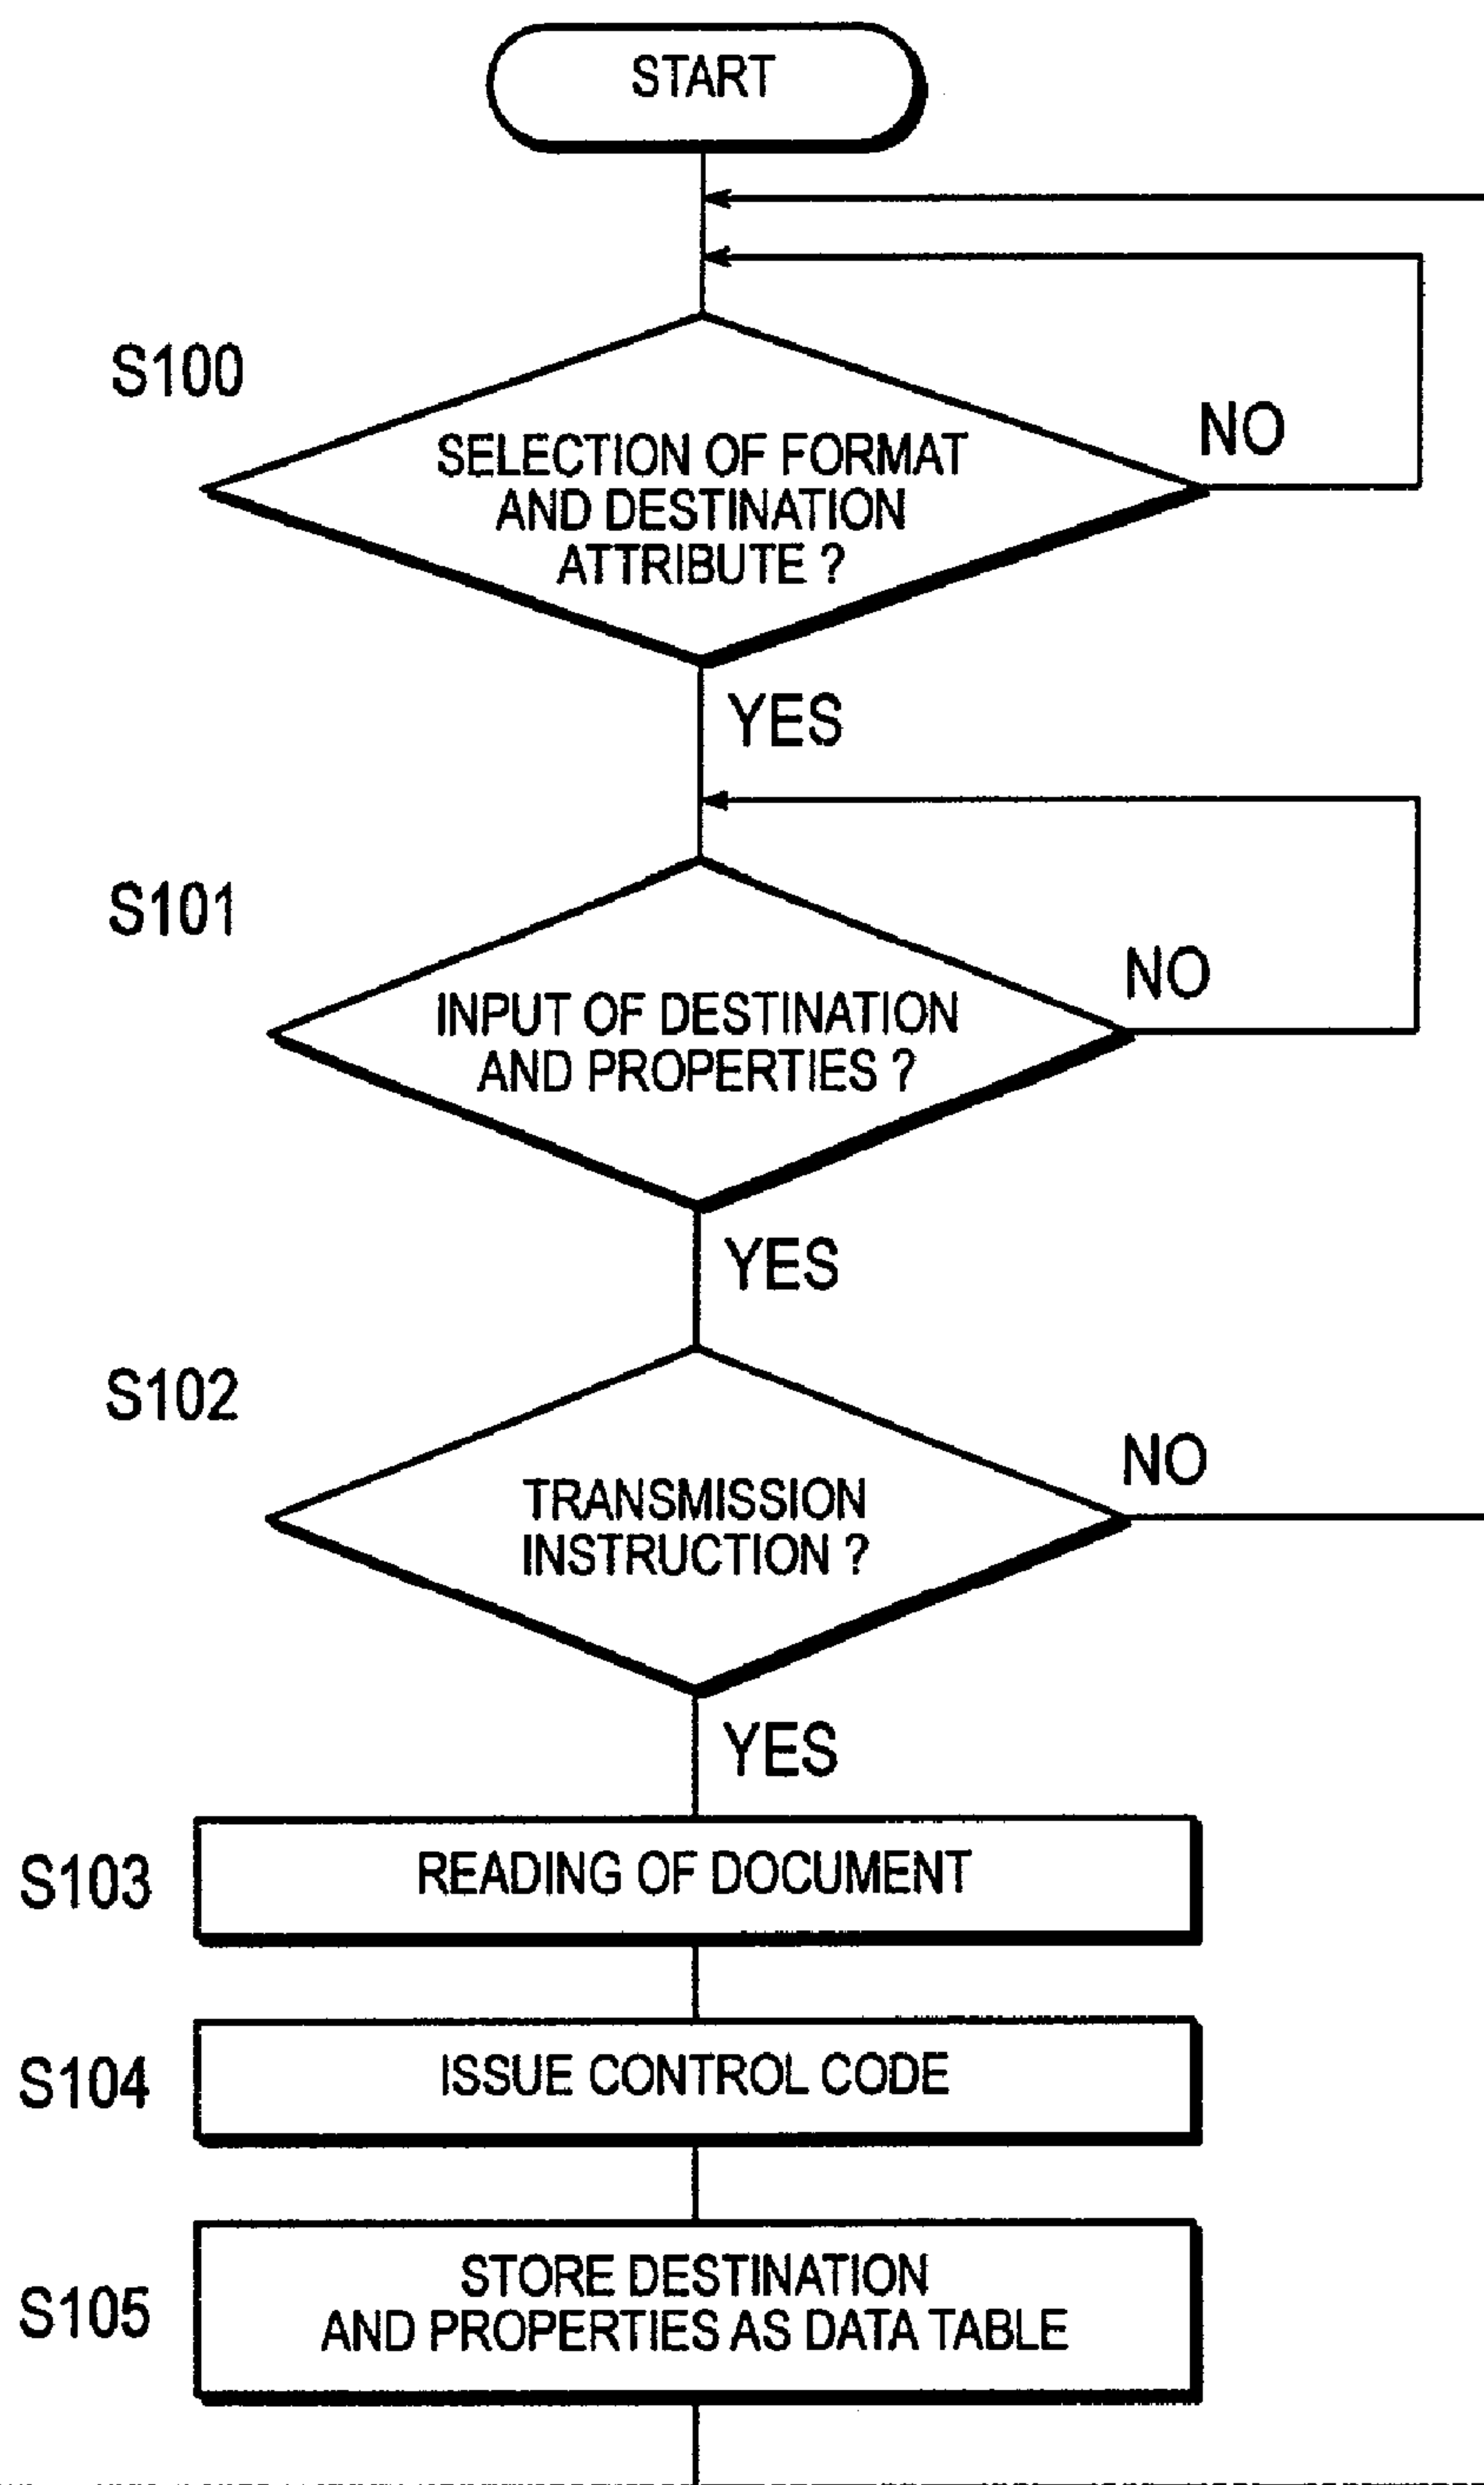 START
S100
SELECTION OF FORMAT
AND DESTINATION
ATTRIBUTE ?
NO
YES
S101
INPUT OF DESTINATION
AND PROPERTIES ?
NO
YES
S102
TRANSMISSION
INSTRUCTION ?
NO
YES
S103
READING OF DOCUMENT
S104
ISSUE CONTROL CODE
S105
STORE DESTINATION
AND PROPERTIES AS DATA TABLE